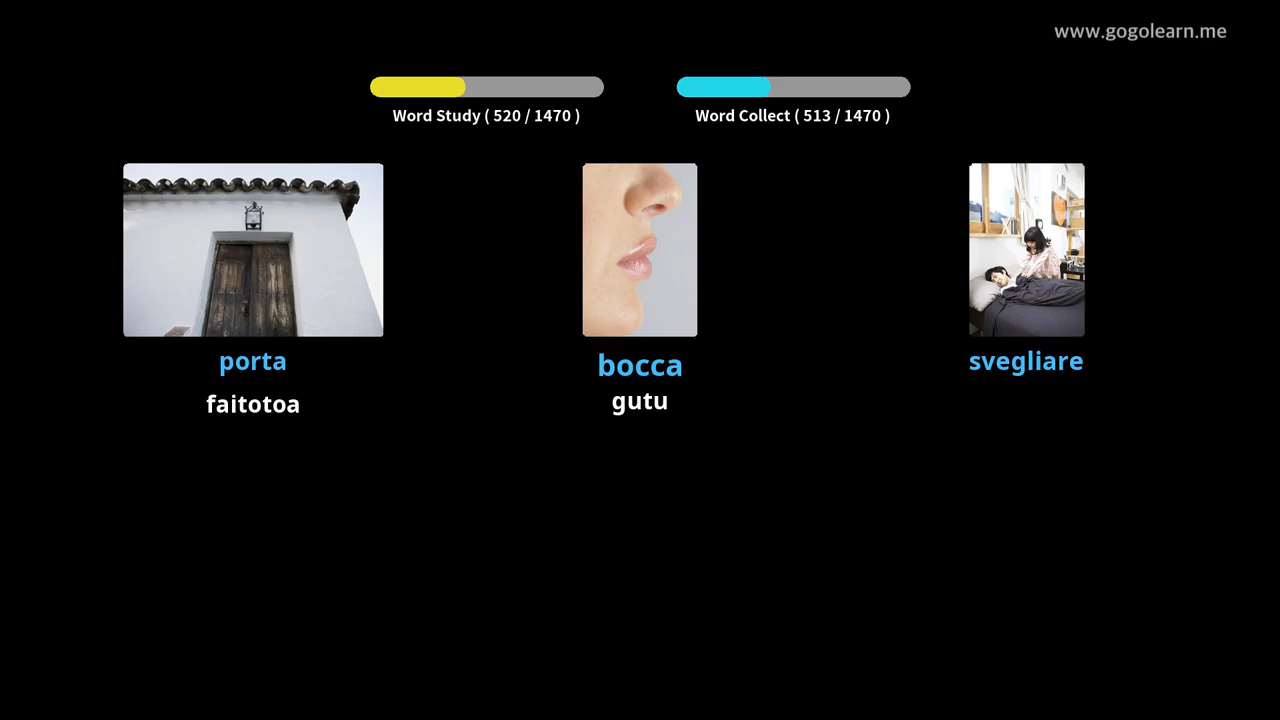 www.gogolearn.me
Word Study ( 520 / 1470 )
Word Collect ( 513 / 1470 )
porta
faitotoa
bocca
gutu
svegliare